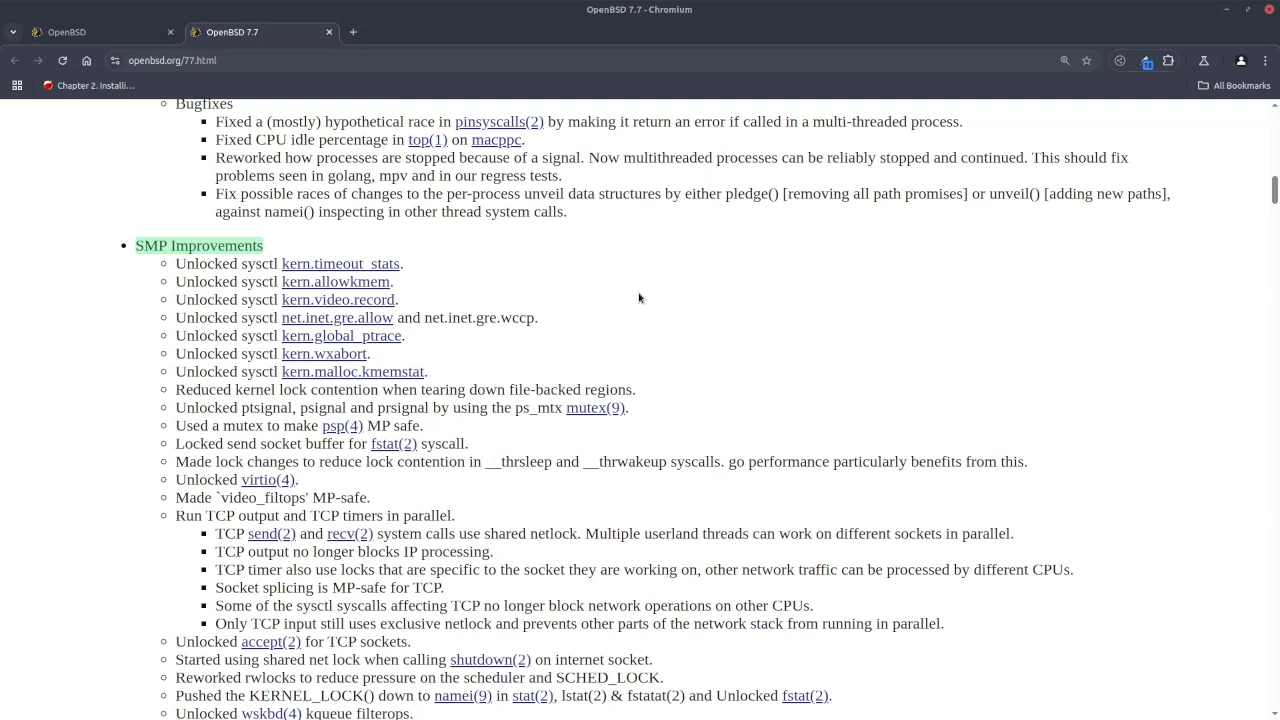 OpenBSD 7.7 - Chromium
OpenBSD
OpenBSD 7.7
openbsd.org/77.html
18
Chapter 2. Installi...
All Bookmarks
Bugfixes
Fixed a (mostly) hypothetical race in pinsyscalls(2) by making it return an error if called in a multi-threaded process.
Fixed CPU idle percentage in top(1) on macppc.
Reworked how processes are stopped because of a signal. Now multithreaded processes can be reliably stopped and continued. This should fix
problems seen in golang, mpv and in our regress tests.
Fix possible races of changes to the per-process unveil data structures by either pledge() [removing all path promises] or unveil() [adding new paths],
against namei() inspecting in other thread system calls.
SMP Improvements
Unlocked sysctl kern.timeout_stats.
Unlocked sysctl kern.allowkmem.
Unlocked sysctl kern.video.record.
Unlocked sysctl net.inet.gre.allow and net.inet.gre.wccp.
Unlocked sysctl kern.global_ptrace.
Unlocked sysctl kern.wxabort.
Unlocked sysctl kern.malloc.kmemstat.
Reduced kernel lock contention when tearing down file-backed regions.
Unlocked ptsignal, psignal and prsignal by using the ps_mtx mutex(9).
Used a mutex to make psp(4) MP safe.
Locked send socket buffer for fstat(2) syscall.
Made lock changes to reduce lock contention in __thrsleep and __thrwakeup syscalls. go performance particularly benefits from this.
Unlocked virtio(4).
Made `video_filtops' MP-safe.
Run TCP output and TCP timers in parallel.
TCP send(2) and recv(2) system calls use shared netlock. Multiple userland threads can work on different sockets in parallel.
TCP output no longer blocks IP processing.
TCP timer also use locks that are specific to the socket they are working on, other network traffic can be processed by different CPUs.
Socket splicing is MP-safe for TCP.
Some of the sysctl syscalls affecting TCP no longer block network operations on other CPUs.
Only TCP input still uses exclusive netlock and prevents other parts of the network stack from running in parallel.
Unlocked accept(2) for TCP sockets.
Started using shared net lock when calling shutdown(2) on internet socket.
Reworked rwlocks to reduce pressure on the scheduler and SCHED_LOCK.
Pushed the KERNEL_LOCK() down to namei(9) in stat(2), lstat(2) & fstatat(2) and Unlocked fstat(2).
Unlocked wskbd(4) kqueue filterops.